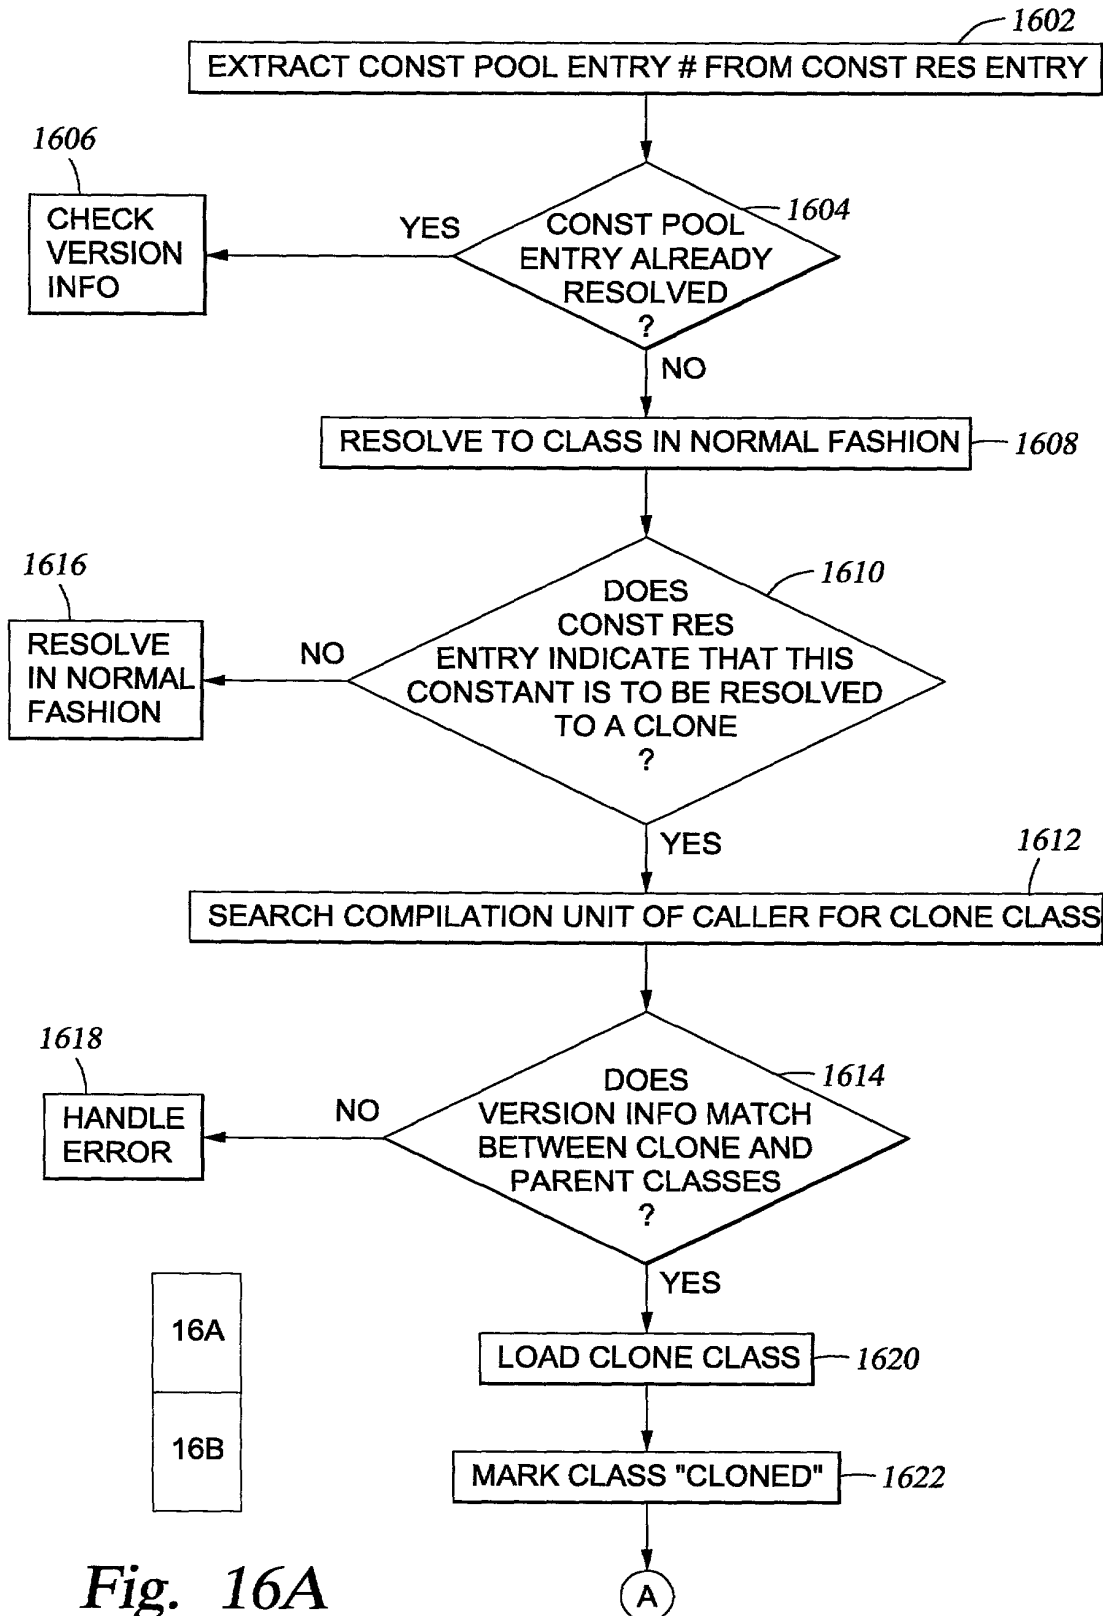 1602
EXTRACT CONST POOL ENTRY # FROM CONST RES ENTRY
1606
CHECK
VERSION
INFO
YES
1604
CONST POOL
ENTRY ALREADY
RESOLVED
?
NO
RESOLVE TO CLASS IN NORMAL FASHION
1608
1616
RESOLVE
IN NORMAL
FASHION
NO
1610
DOES
CONST RES
ENTRY INDICATE THAT THIS
CONSTANT IS TO BE RESOLVED
TO A CLONE
?
YES
1612
SEARCH COMPILATION UNIT OF CALLER FOR CLONE CLASS
1618
HANDLE
ERROR
NO
1614
DOES
VERSION INFO MATCH
BETWEEN CLONE AND
PARENT CLASSES
?
YES
16A
16B
LOAD CLONE CLASS
1620
MARK CLASS "CLONED"
1622
A
Fig. 16A